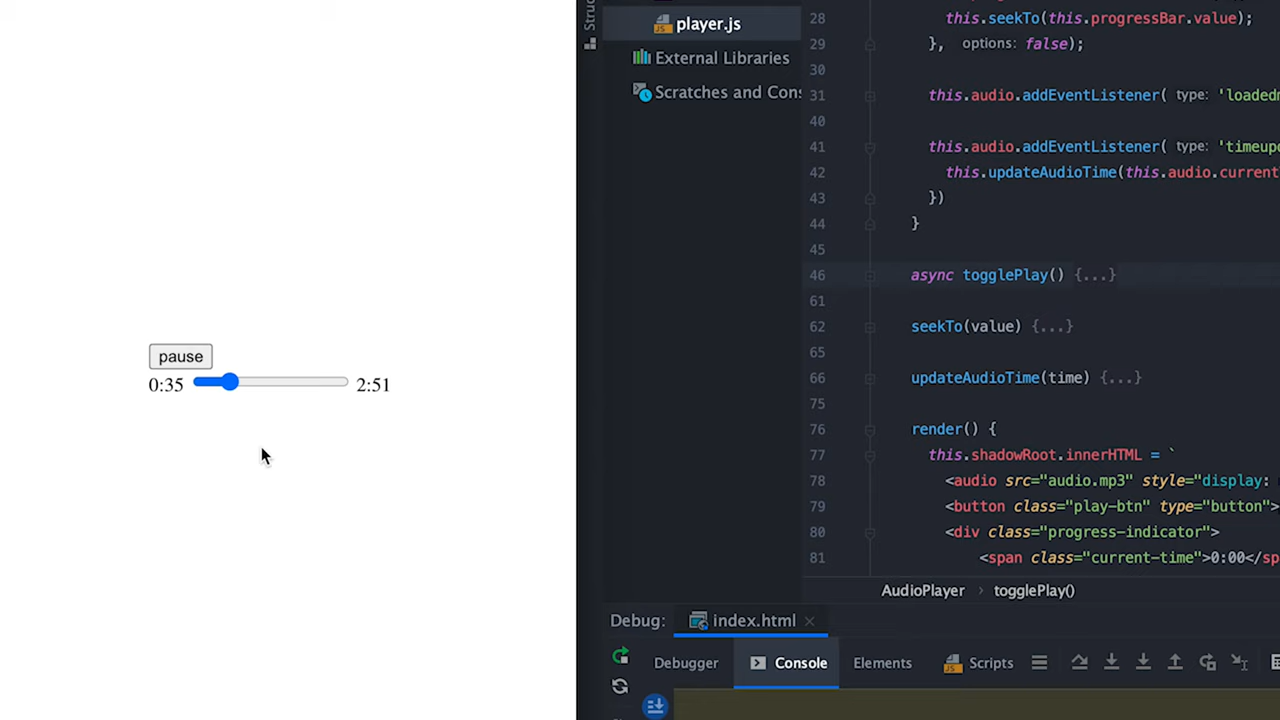 pause
0:35 2:51
Struc
player.js
External Libraries
Scratches and Cons
28 this.seekTo(this.progressBar.value);
29 }, options: false);
30
31 this.audio.addEventListener( type: 'loadedm
40
41 this.audio.addEventListener( type: 'timeupd
42 this.updateAudioTime(this.audio.current
43 })
44 }
45
46 async togglePlay() {...}
61
62 seekTo(value) {...}
65
66 updateAudioTime(time) {...}
75
76 render() {
77 this.shadowRoot.innerHTML = `
78 <audio src="audio.mp3" style="display:
79 <button class="play-btn" type="button">
80 <div class="progress-indicator">
81 <span class="current-time">0:00</sp
AudioPlayer › togglePlay()
Debug: index.html
Debugger Console Elements Scripts